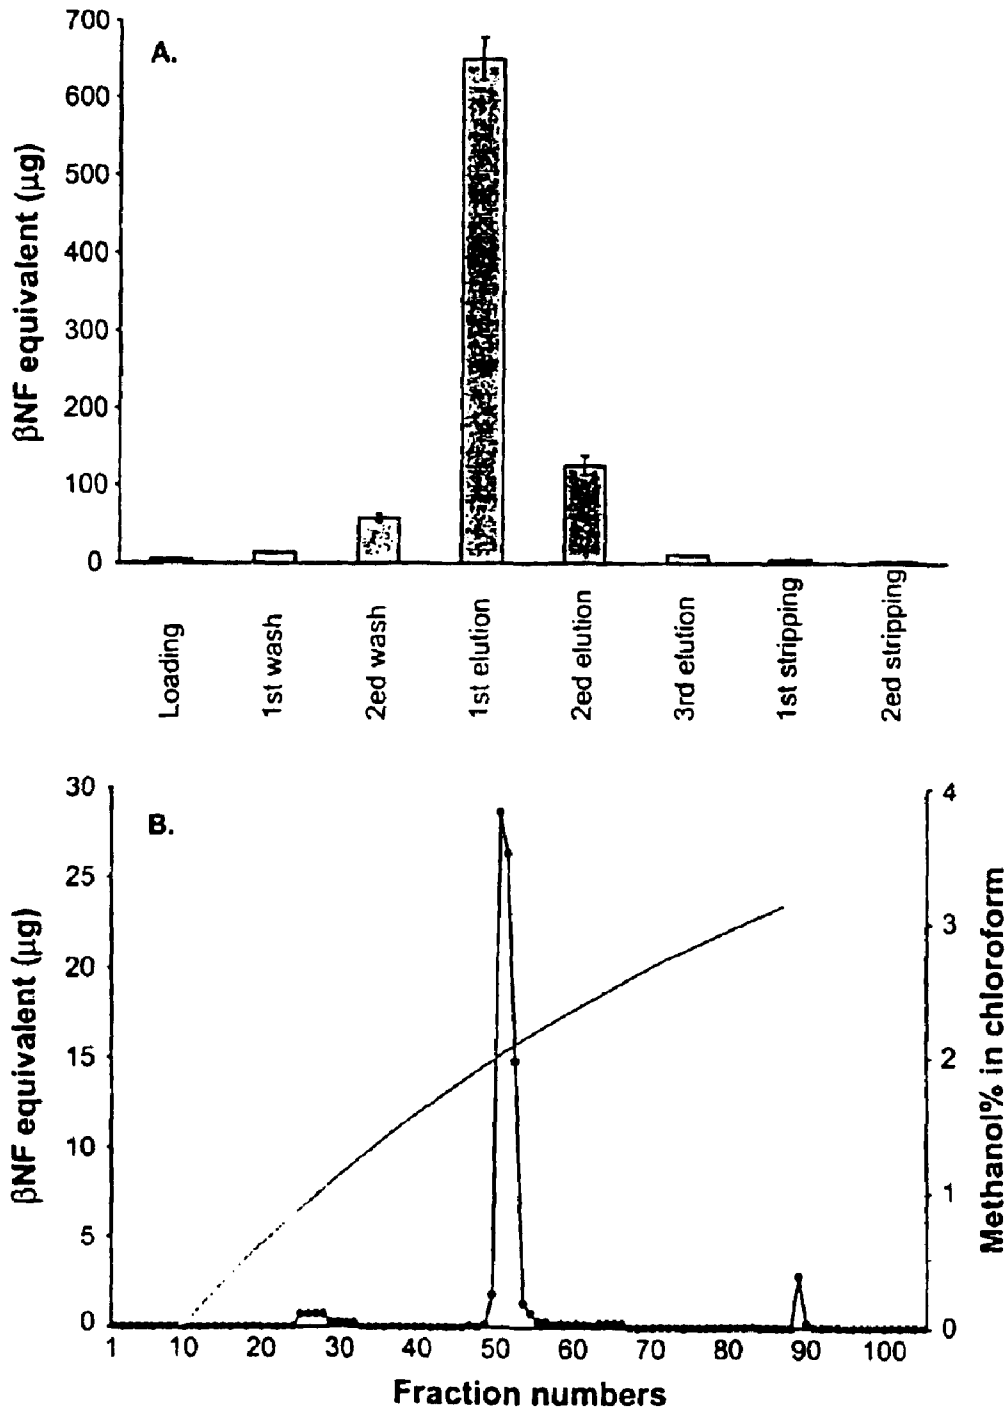 A.
βNF equivalent (μg)
700
600
500
400
300
200
100
0
Loading
1st wash
2ed wash
1st elution
2ed elution
3rd elution
1st stripping
2ed stripping
B.
βNF equivalent (μg)
30
25
20
15
10
5
0
4
3
2
1
0
Methanol% in chloroform
1 10 20 30 40 50 60 70 80 90 100
Fraction numbers